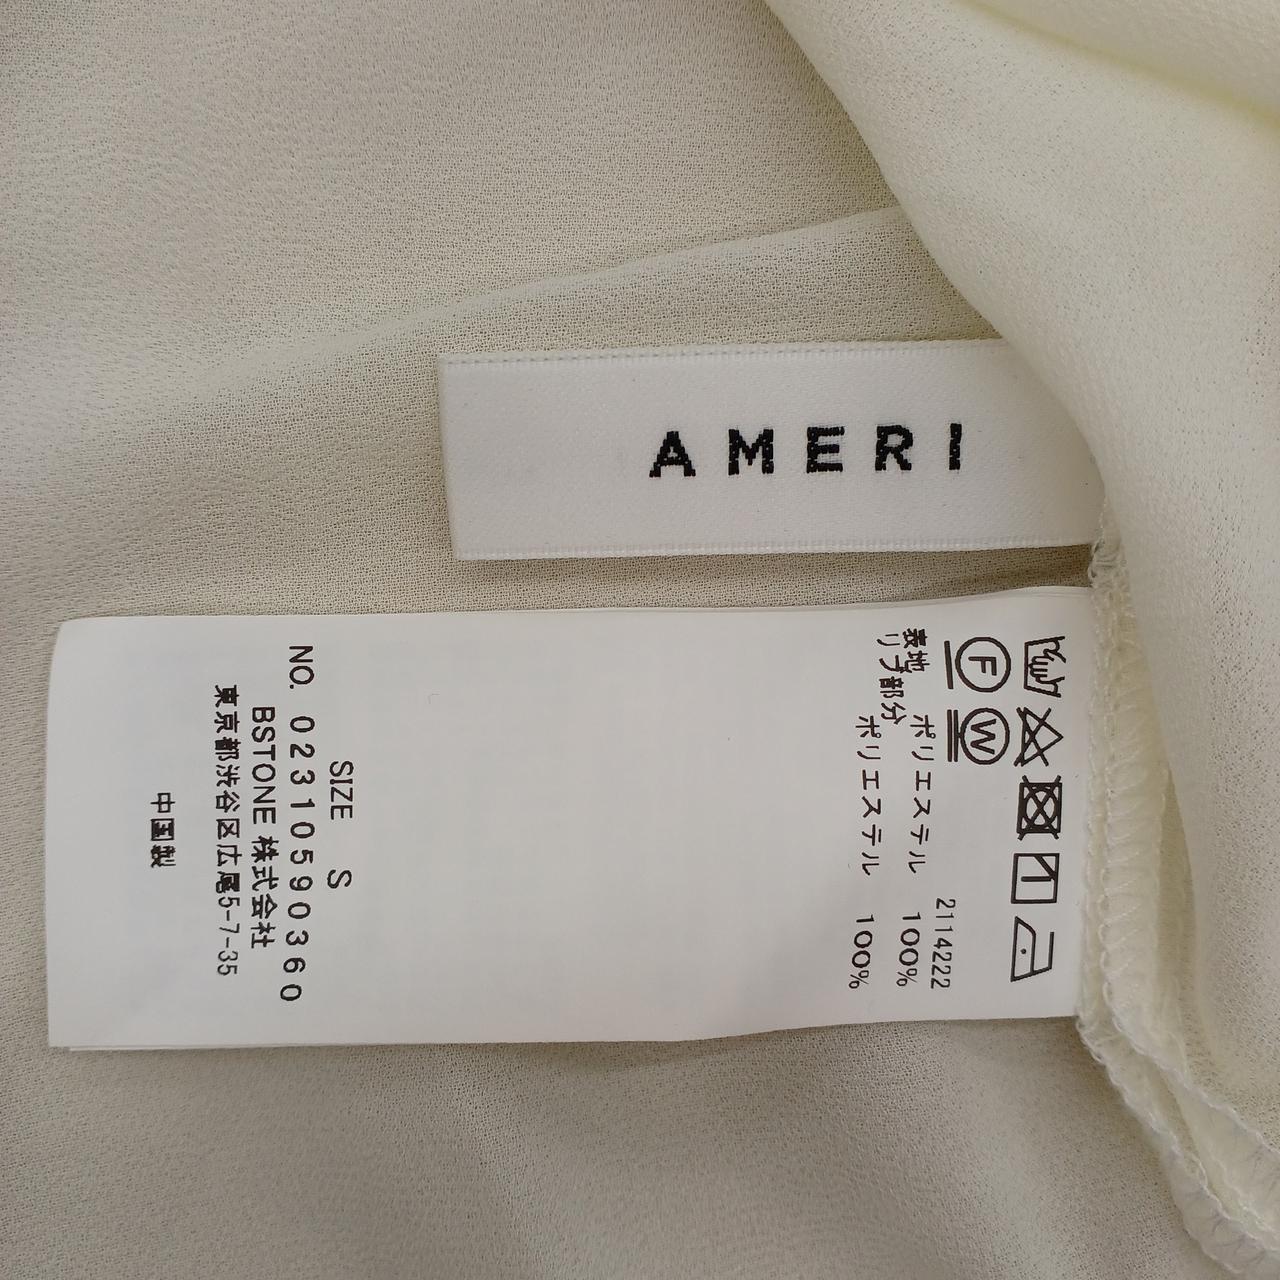 AMERI
F
W
2114222
表地 ポリエステル 100%
リブ部分 ポリエステル 100%
SIZE S
NO. 02310590360
BSTONE 株式会社
東京都渋谷区広尾5-7-35
中国製